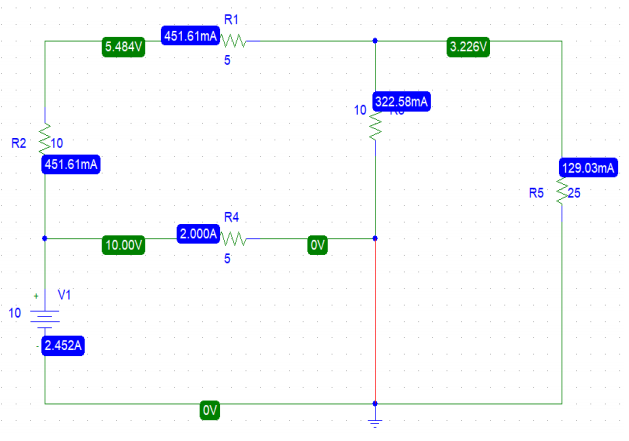 R1
451.61mA
5.484V
3.226V
5
322.58mA
10
R2
10
451.61mA
129.03mA
R5
25
R4
2.000A
10.00V
0V
5
+
V1
10
2.452A
-
0V